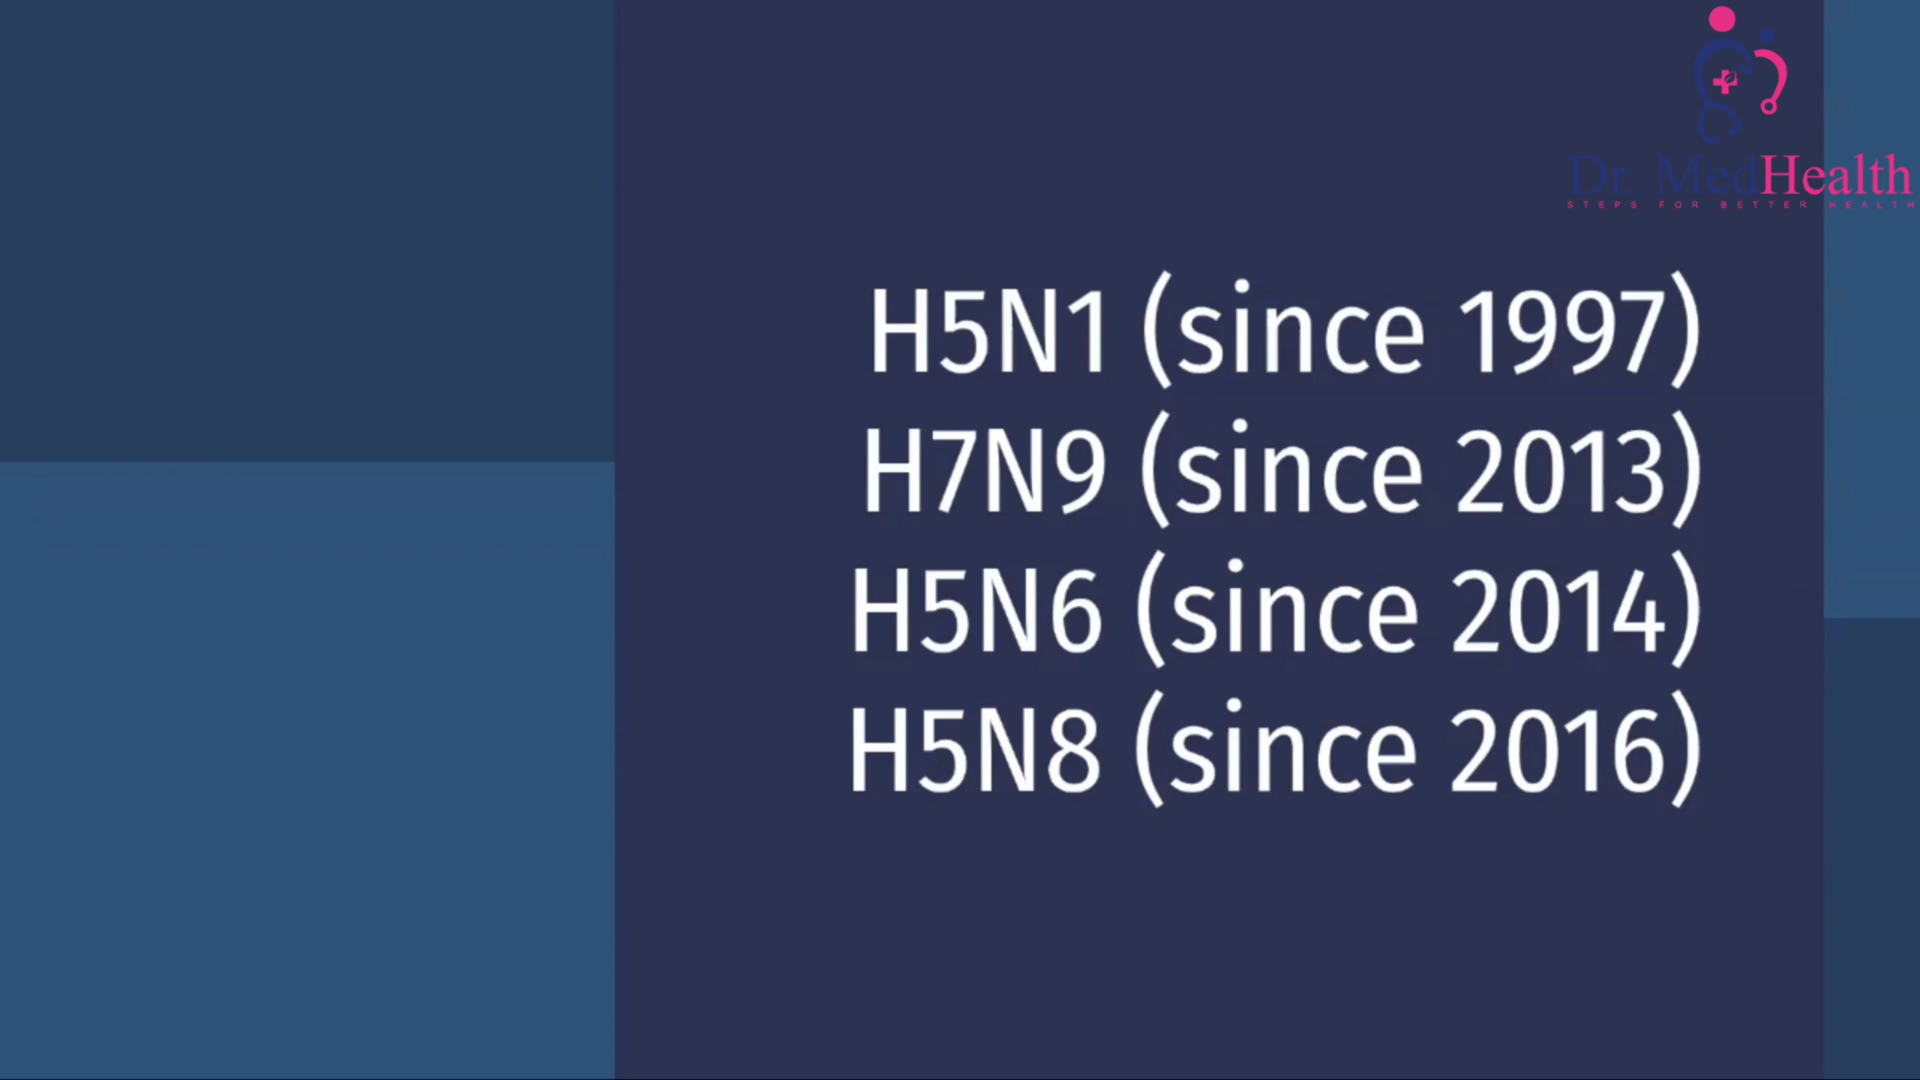 Dr. MedHealth
STEPS FOR BETTER HEALTH
H5N1 (since 1997)
H7N9 (since 2013)
H5N6 (since 2014)
H5N8 (since 2016)